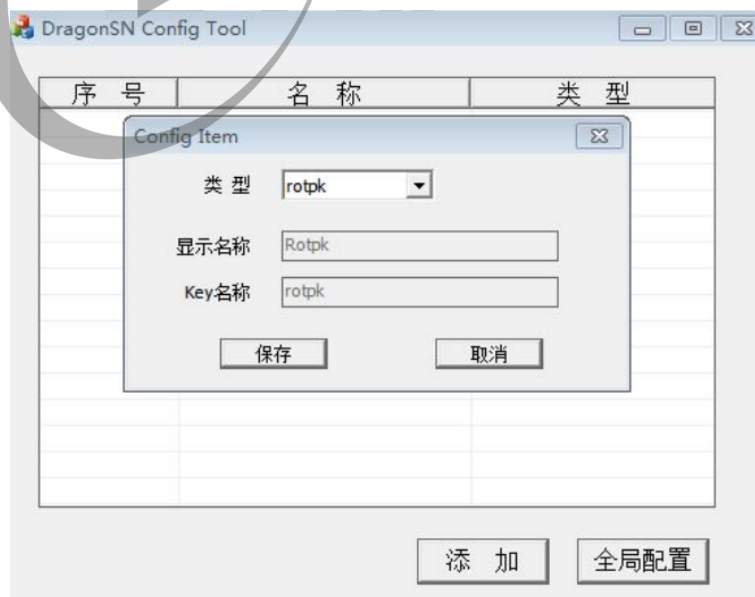 DragonSN Config Tool
序 号 名 称 类 型
Config Item
类 型 rotpk
显示名称 Rotpk
Key名称 rotpk
保存 取消
添 加 全局配置